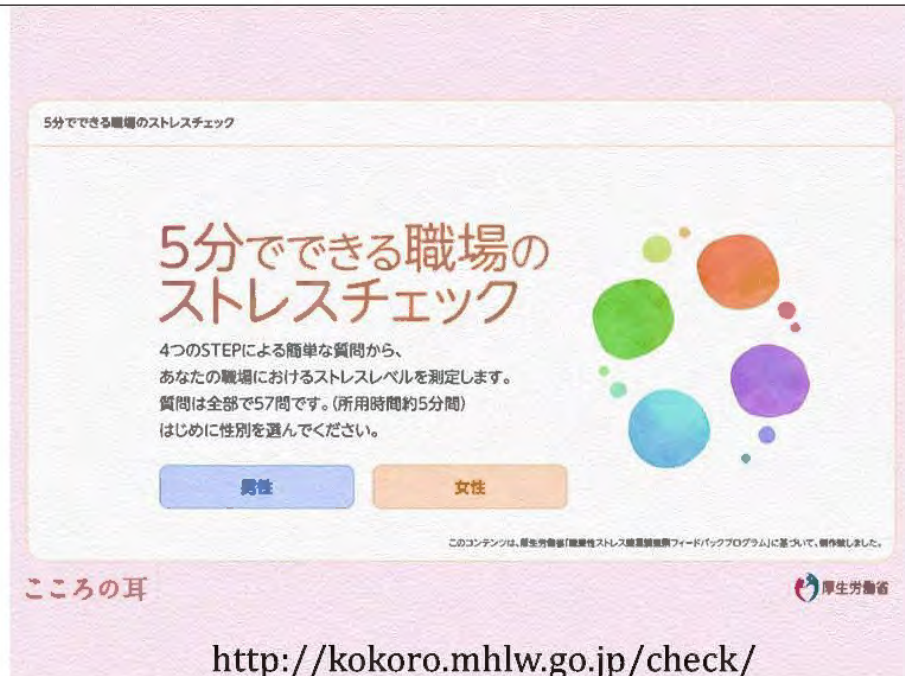 5分でできる職場のストレスチェック
5分でできる職場の
ストレスチェック
4つのSTEPによる簡単な質問から、
あなたの職場におけるストレスレベルを測定します。
質問は全部で57問です。(所用時間約5分間)
はじめに性別を選んでください。
男性
女性
このコンテンツは、厚生労働省「職業性ストレス簡易調査票フィードバックプログラム」に基づいて、制作致しました。
こころの耳
厚生労働省
http://kokoro.mhlw.go.jp/check/